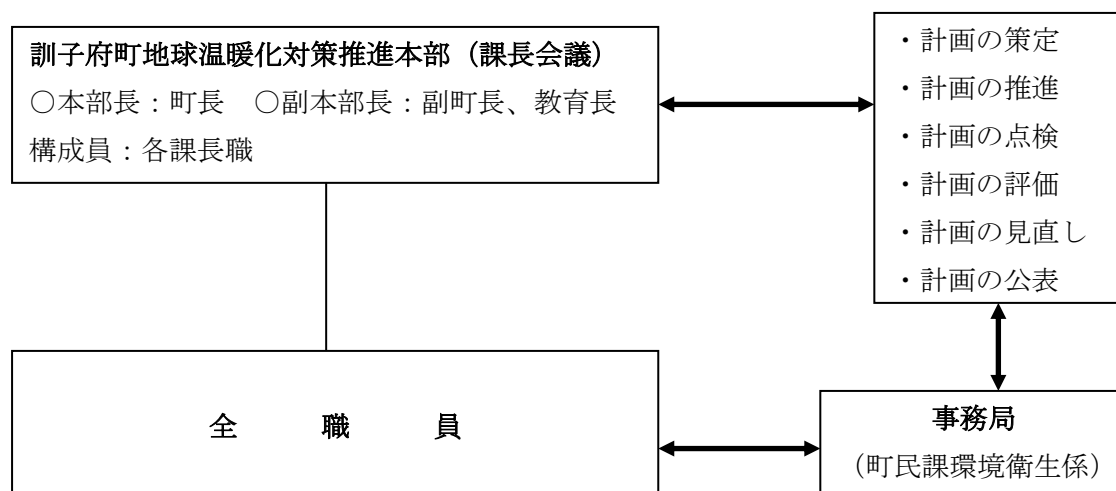 訓子府町地球温暖化対策推進本部（課長会議）
○本部長：町長　○副本部長：副町長、教育長
構成員：各課長職
・計画の策定
・計画の推進
・計画の点検
・計画の評価
・計画の見直し
・計画の公表
全　職　員
事務局
（町民課環境衛生係）